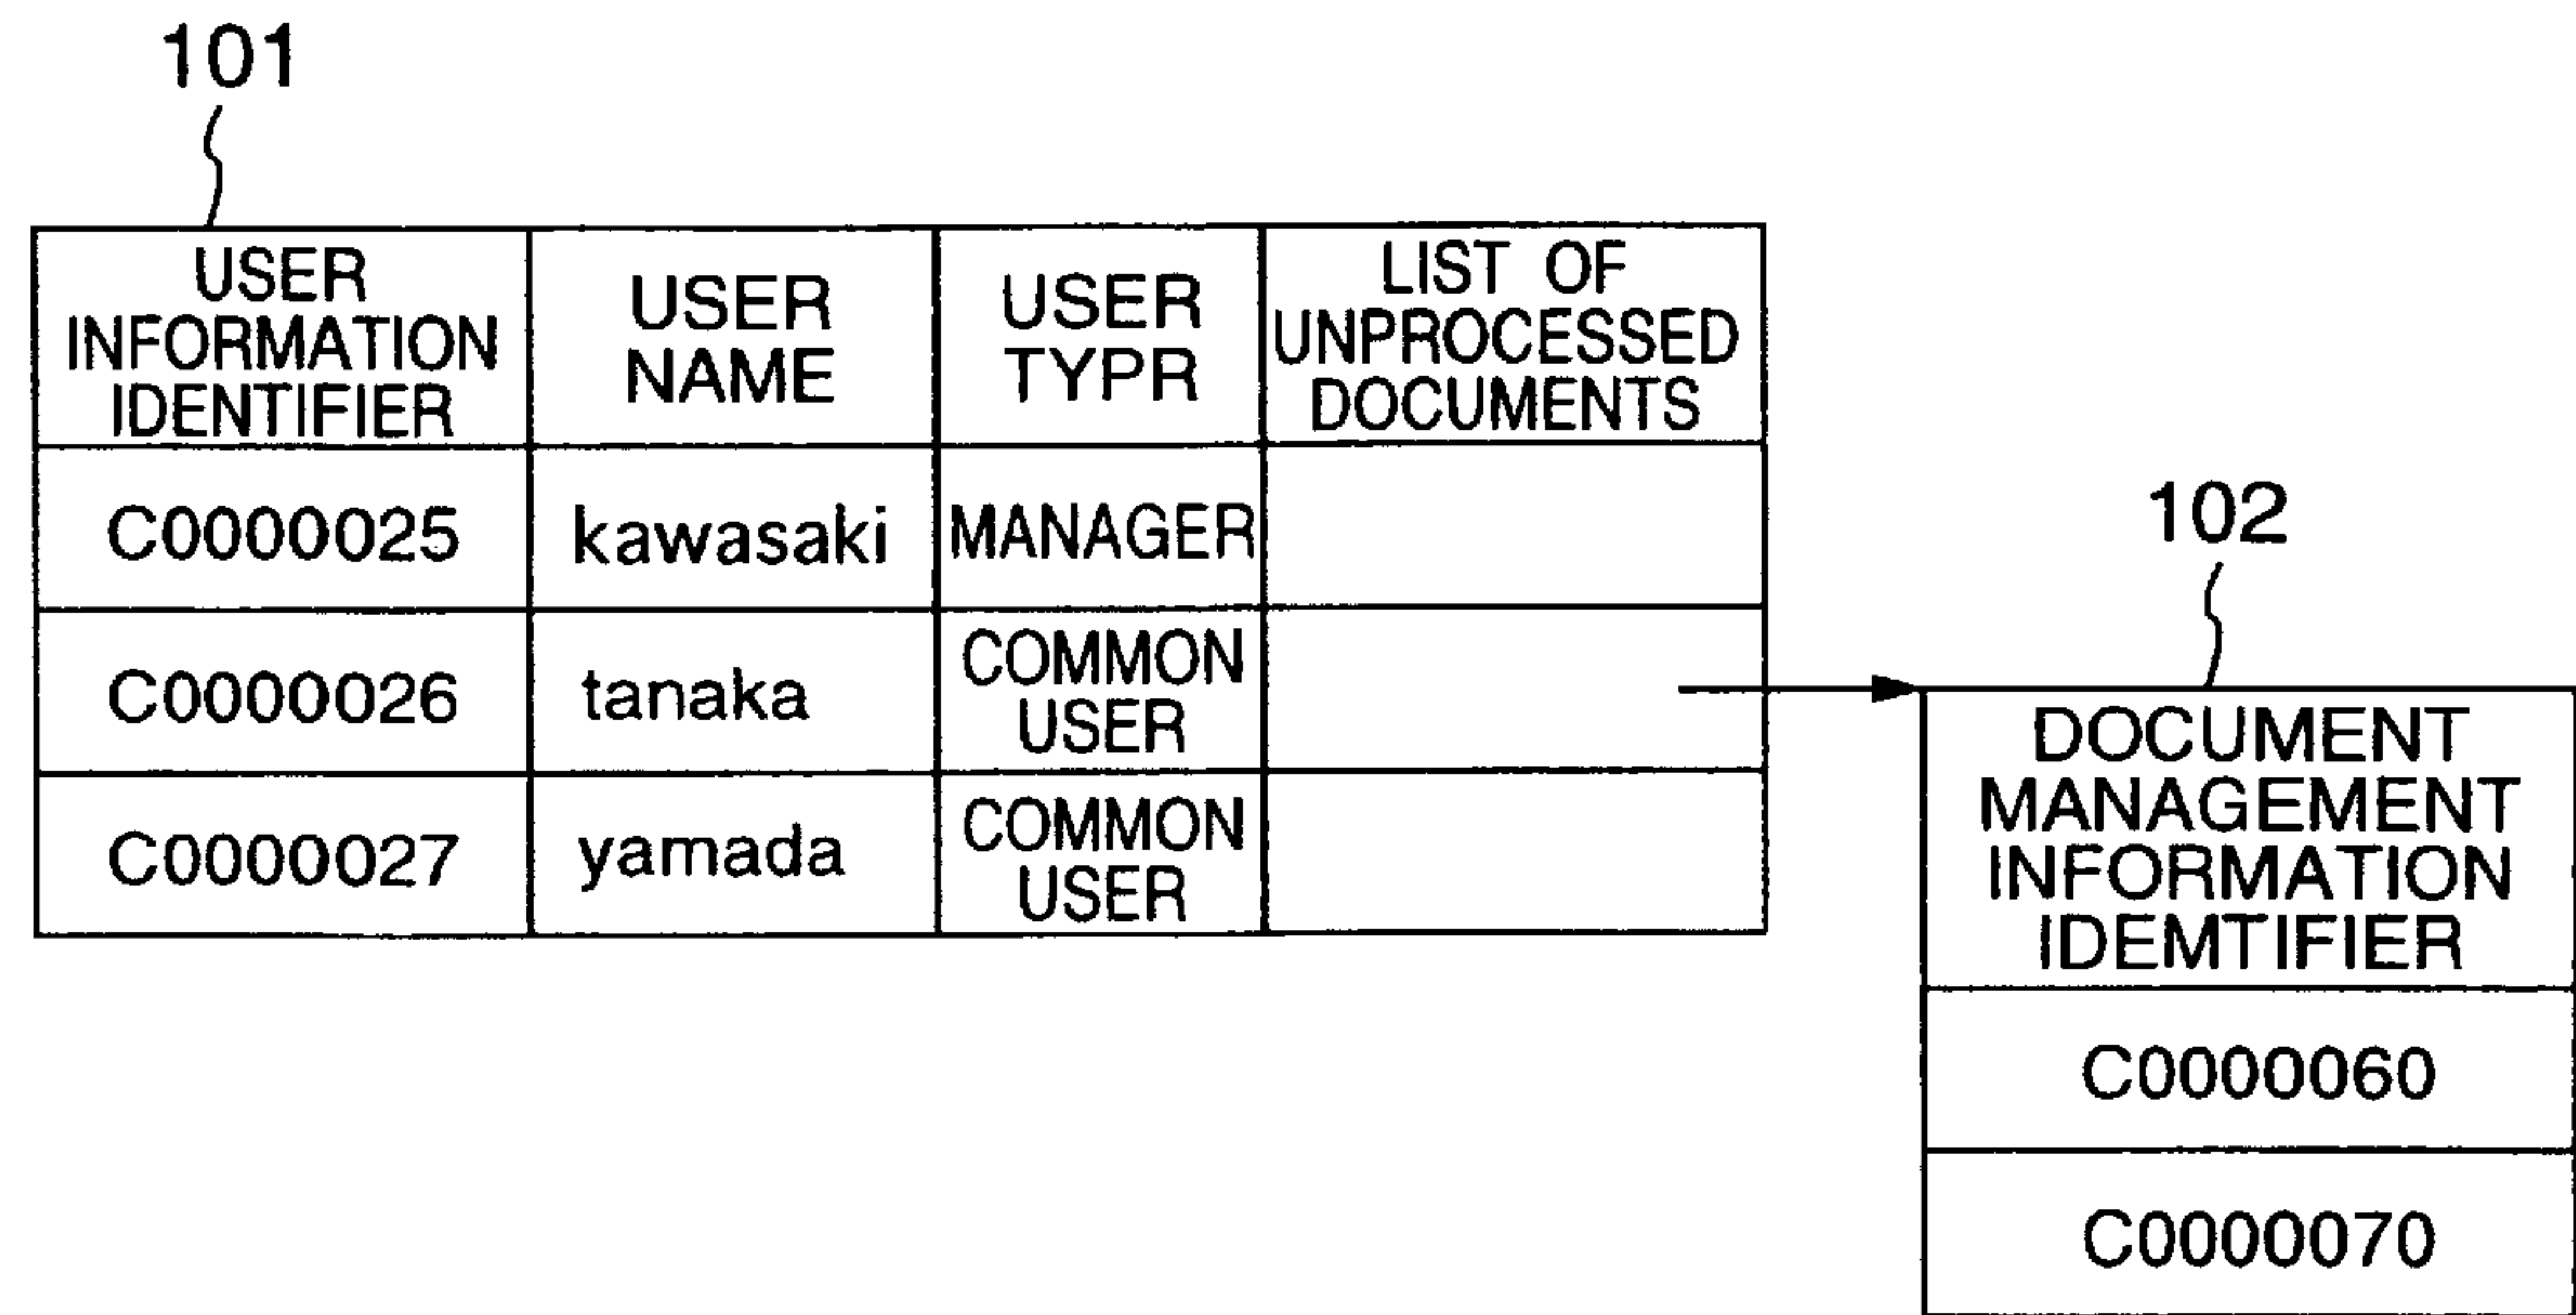 101
USER
INFORMATION
IDENTIFIER
USER
NAME
USER
TYPR
LIST OF
UNPROCESSED
DOCUMENTS
C0000025
kawasaki
MANAGER
C0000026
tanaka
COMMON
USER
C0000027
yamada
COMMON
USER
102
DOCUMENT
MANAGEMENT
INFORMATION
IDEMTIFIER
C0000060
C0000070